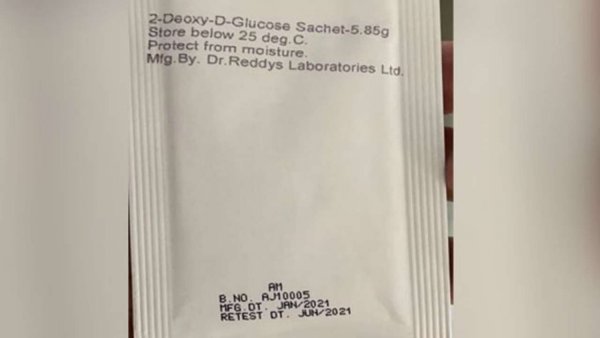 2-Deoxy-D-Glucose Sachet-5.85g
Store below 25 deg.C.
Protect from moisture.
Mfg.By. Dr.Reddys Laboratories Ltd.
AM
B.NO. AJ10005
MFG.DT. JAN/2021
RETEST DT. JUN/2021